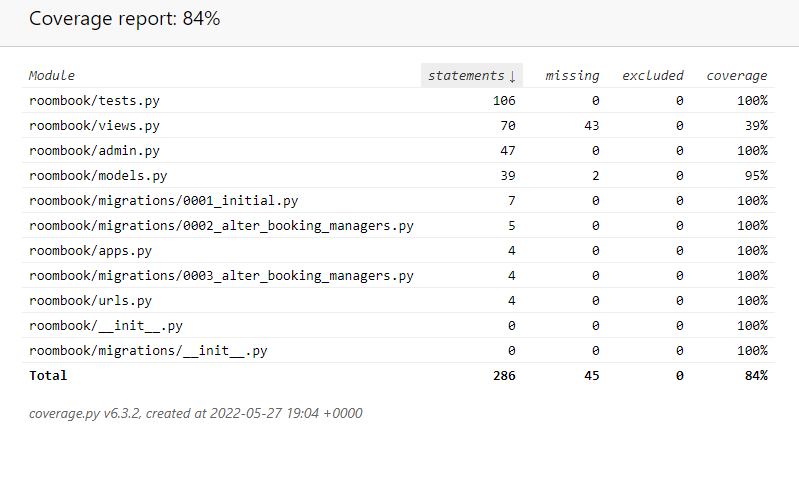 Coverage report: 84%
Module statements↓ missing excluded coverage
roombook/tests.py 106 0 0 100%
roombook/views.py 70 43 0 39%
roombook/admin.py 47 0 0 100%
roombook/models.py 39 2 0 95%
roombook/migrations/0001_initial.py 7 0 0 100%
roombook/migrations/0002_alter_booking_managers.py 5 0 0 100%
roombook/apps.py 4 0 0 100%
roombook/migrations/0003_alter_booking_managers.py 4 0 0 100%
roombook/urls.py 4 0 0 100%
roombook/__init__.py 0 0 0 100%
roombook/migrations/__init__.py 0 0 0 100%
Total 286 45 0 84%
coverage.py v6.3.2, created at 2022-05-27 19:04 +0000